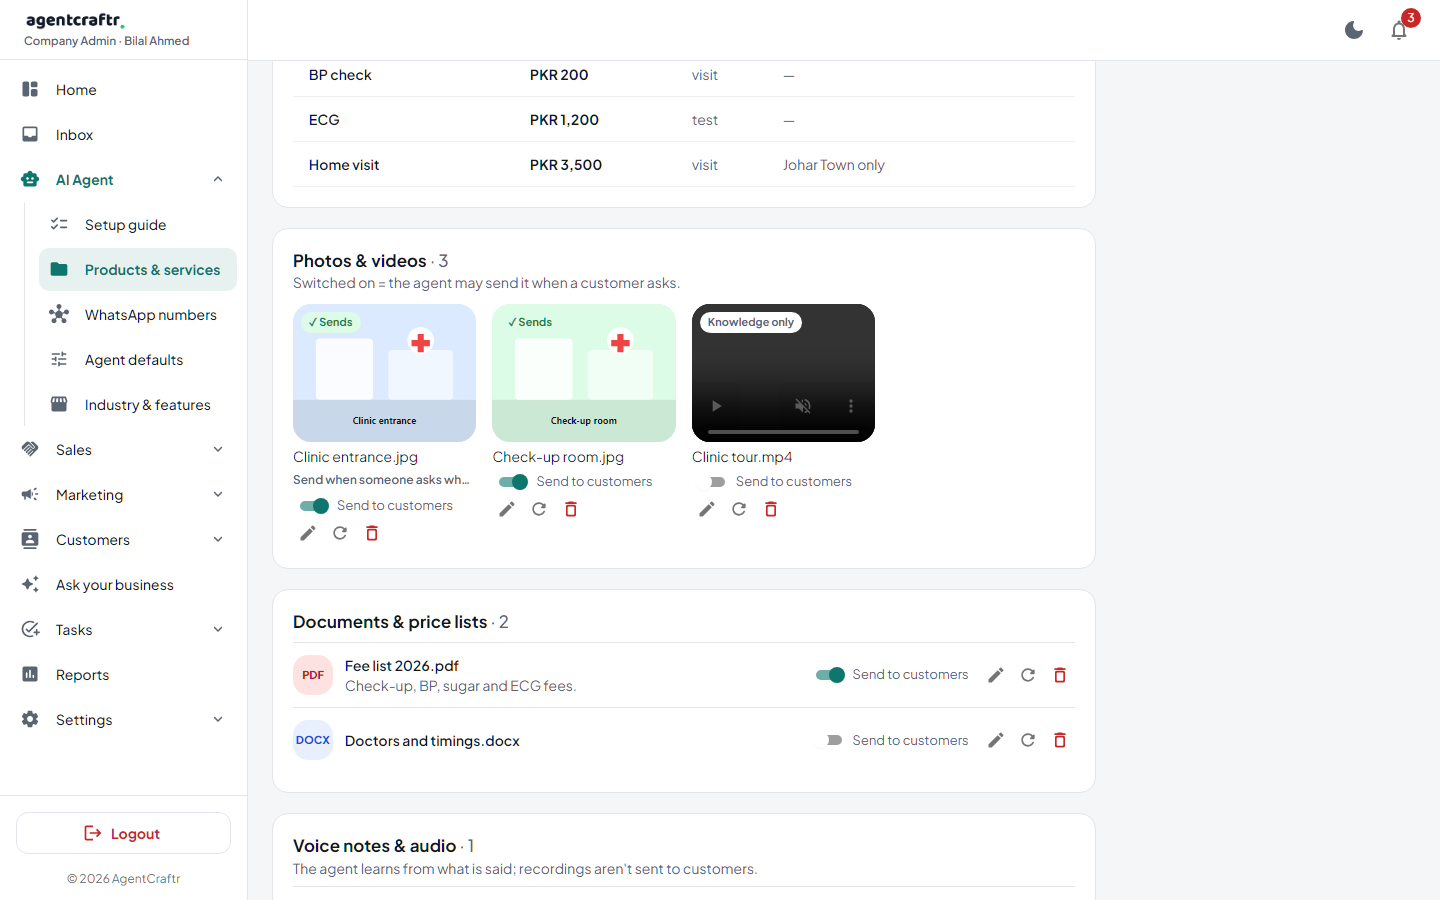 agentcraftr.
Company Admin · Bilal Ahmed
3
Home
Inbox
AI Agent
Setup guide
Products & services
WhatsApp numbers
Agent defaults
Industry & features
Sales
Marketing
Customers
Ask your business
Tasks
Reports
Settings
Logout
© 2026 AgentCraftr
BP check PKR 200 visit —
ECG PKR 1,200 test —
Home visit PKR 3,500 visit Johar Town only
Photos & videos · 3
Switched on = the agent may send it when a customer asks.
✓ Sends
Clinic entrance
Clinic entrance.jpg
Send when someone asks wh...
Send to customers
✓ Sends
Check-up room
Check-up room.jpg
Send to customers
Knowledge only
Clinic tour.mp4
Send to customers
Documents & price lists · 2
PDF
Fee list 2026.pdf
Check-up, BP, sugar and ECG fees.
Send to customers
DOCX
Doctors and timings.docx
Send to customers
Voice notes & audio · 1
The agent learns from what is said; recordings aren't sent to customers.